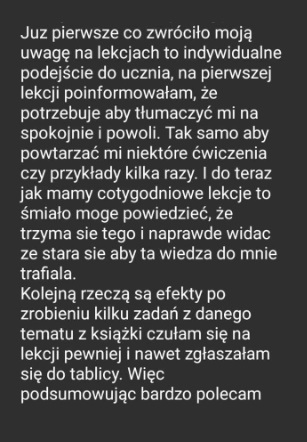 Juz pierwsze co zwróciło moją
uwagę na lekcjach to indywidualne
podejście do ucznia, na pierwszej
lekcji poinformowałam, że
potrzebuje aby tłumaczyć mi na
spokojnie i powoli. Tak samo aby
powtarzać mi niektóre ćwiczenia
czy przykłady kilka razy. I do teraz
jak mamy cotygodniowe lekcje to
śmiało moge powiedzieć, że
trzyma sie tego i naprawde widac
ze stara sie aby ta wiedza do mnie
trafiala.
Kolejną rzeczą są efekty po
zrobieniu kilku zadań z danego
tematu z książki czułam się na
lekcji pewniej i nawet zgłaszałam
się do tablicy. Więc
podsumowując bardzo polecam